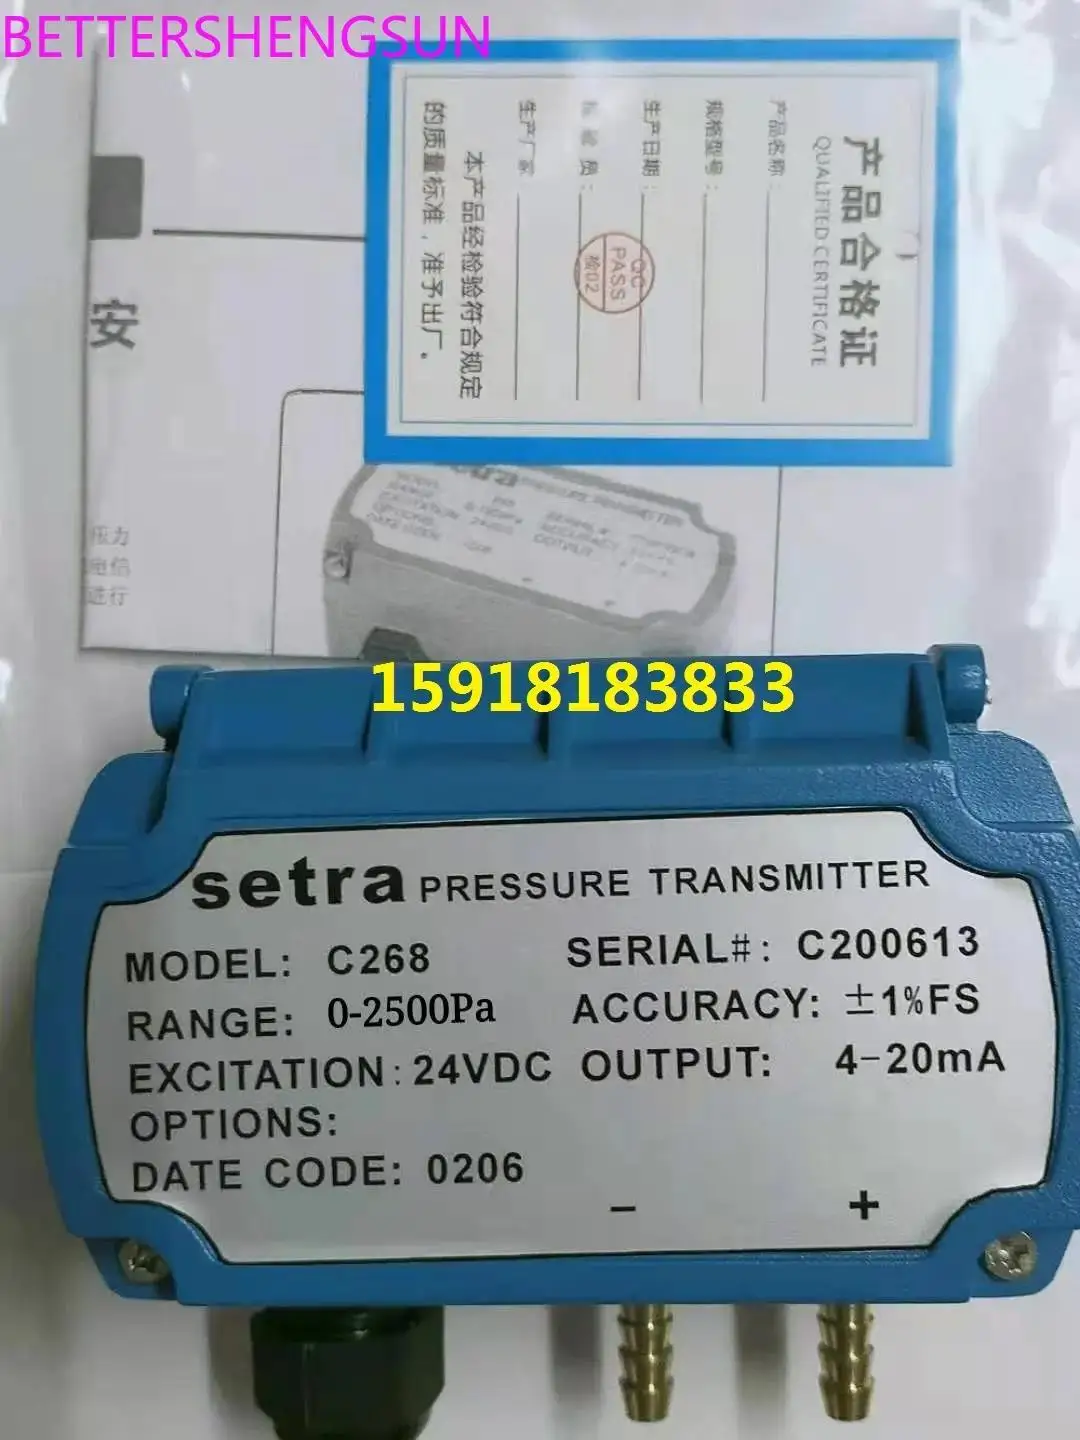 BETTERSHENGSUN
产品合格证
QUALIFIED CERTIFICATE
产品名称:
规格型号:
生产日期:
生产厂家:
QC
PASS
检02
本产品经检验符合规定
的质量标准,准予出厂。
安
压力
电信
进行
PRESSURE TRANSMITTER
15918183833
setra PRESSURE TRANSMITTER
MODEL: C268 SERIAL#: C200613
RANGE: 0-2500Pa ACCURACY: ±1%FS
EXCITATION: 24VDC OUTPUT: 4-20mA
OPTIONS:
DATE CODE: 0206
- +